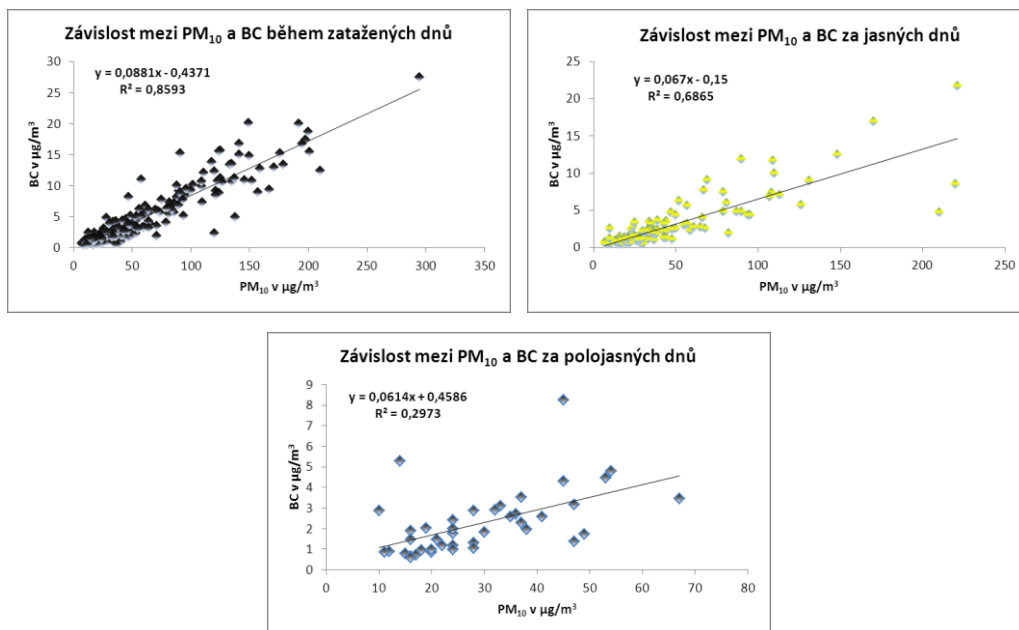 Závislost mezi PM₁₀ a BC během zatažených dnů
y = 0,0881x - 0,4371
R² = 0,8593
BC v µg/m³
30
25
20
15
10
5
0
0 50 100 150 200 250 300 350
PM₁₀ v µg/m³
Závislost mezi PM₁₀ a BC za jasných dnů
y = 0,067x - 0,15
R² = 0,6865
BC v µg/m³
25
20
15
10
5
0
0 50 100 150 200 250
PM₁₀ v µg/m³
Závislost mezi PM₁₀ a BC za polojasných dnů
y = 0,0614x + 0,4586
R² = 0,2973
BC v µg/m³
9
8
7
6
5
4
3
2
1
0
0 10 20 30 40 50 60 70 80
PM₁₀ v µg/m³